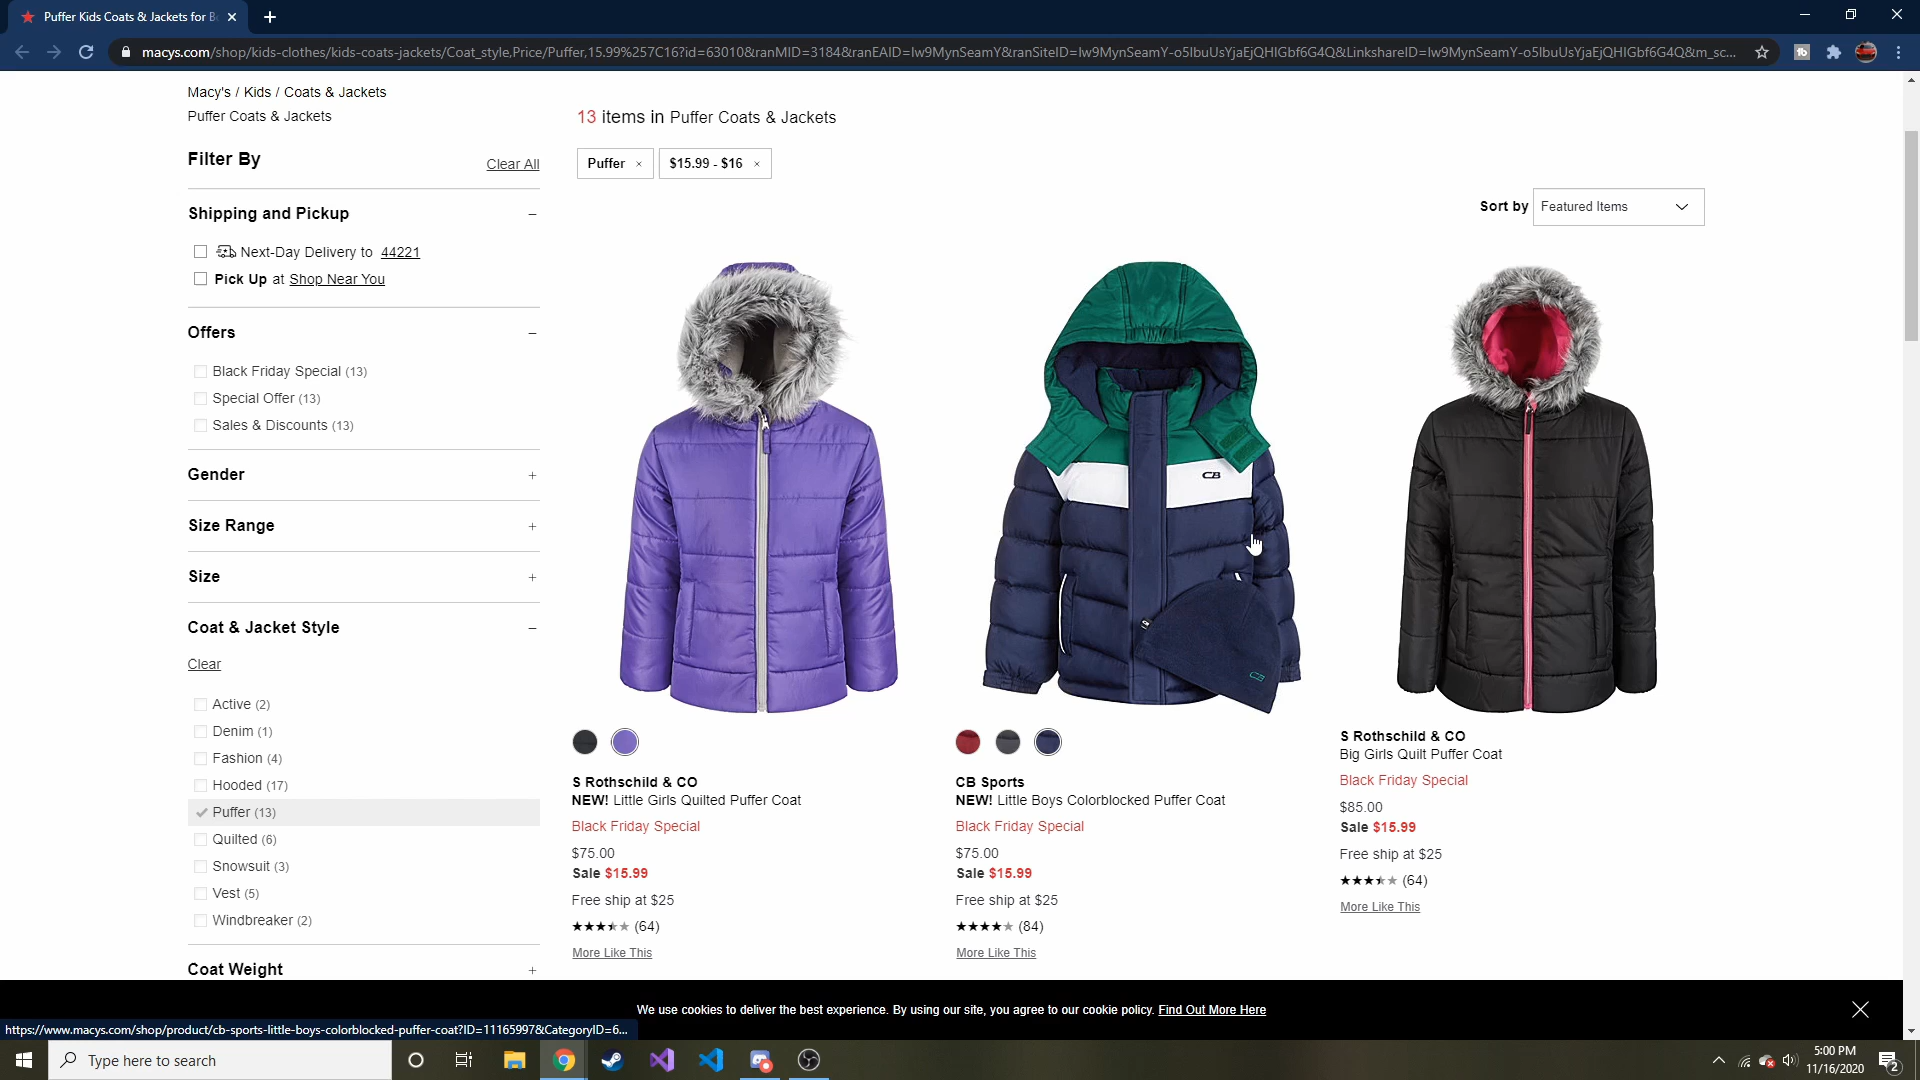 Puffer Kids Coats & Jackets for B
macys.com/shop/kids-clothes/kids-coats-jackets/Coat_style,Price/Puffer,15.99%257C16?id=63010&ranMID=3184&ranEAID=Iw9MynSeamY&ranSiteID=Iw9MynSeamY-o5IbuUsYjaEjQHIGbf6G4Q&LinkshareID=Iw9MynSeamY-o5IbuUsYjaEjQHIGbf6G4Q&m_sc...
Macy's / Kids / Coats & Jackets
Puffer Coats & Jackets
13 items in Puffer Coats & Jackets
Filter By
Clear All
Puffer ×
$15.99 - $16 ×
Shipping and Pickup
Sort by Featured Items
Next-Day Delivery to 44221
Pick Up at Shop Near You
Offers
Black Friday Special (13)
Special Offer (13)
Sales & Discounts (13)
Gender
Size Range
Size
Coat & Jacket Style
Clear
Active (2)
Denim (1)
Fashion (4)
Hooded (17)
Puffer (13)
Quilted (6)
Snowsuit (3)
Vest (5)
Windbreaker (2)
Coat Weight
CB
CB
S Rothschild & CO
NEW! Little Girls Quilted Puffer Coat
Black Friday Special
$75.00
Sale $15.99
Free ship at $25
(64)
More Like This
CB Sports
NEW! Little Boys Colorblocked Puffer Coat
Black Friday Special
$75.00
Sale $15.99
Free ship at $25
(84)
More Like This
S Rothschild & CO
Big Girls Quilt Puffer Coat
Black Friday Special
$85.00
Sale $15.99
Free ship at $25
(64)
More Like This
We use cookies to deliver the best experience. By using our site, you agree to our cookie policy. Find Out More Here
https://www.macys.com/shop/product/cb-sports-little-boys-colorblocked-puffer-coat?ID=11165997&CategoryID=6...
Type here to search
5:00 PM
11/16/2020
2